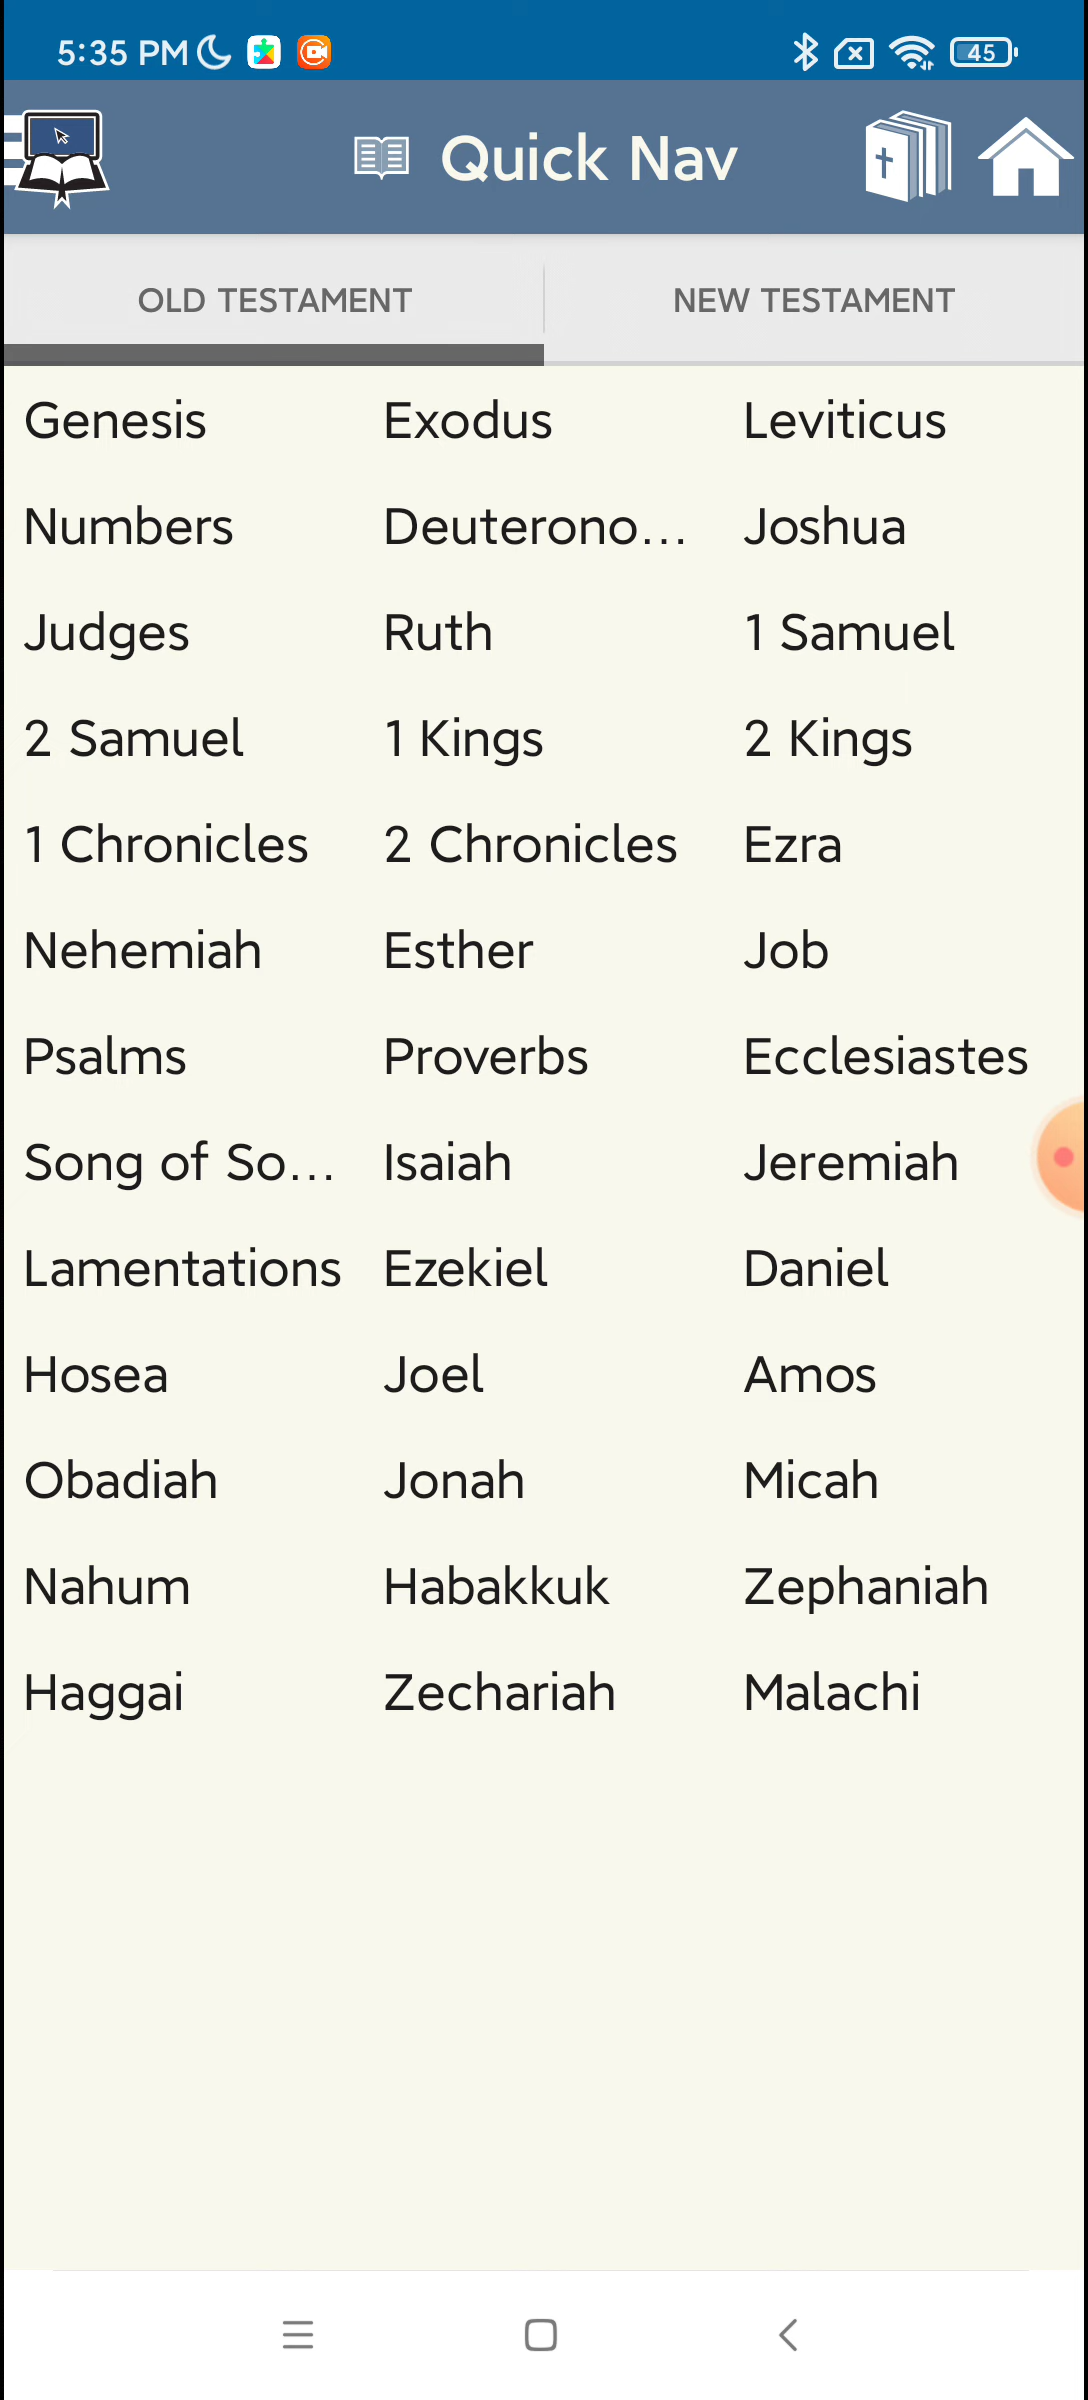 5:35 PM 45
Quick Nav
OLD TESTAMENT NEW TESTAMENT
Genesis Exodus Leviticus
Numbers Deuterono... Joshua
Judges Ruth 1 Samuel
2 Samuel 1 Kings 2 Kings
1 Chronicles 2 Chronicles Ezra
Nehemiah Esther Job
Psalms Proverbs Ecclesiastes
Song of So... Isaiah Jeremiah
Lamentations Ezekiel Daniel
Hosea Joel Amos
Obadiah Jonah Micah
Nahum Habakkuk Zephaniah
Haggai Zechariah Malachi